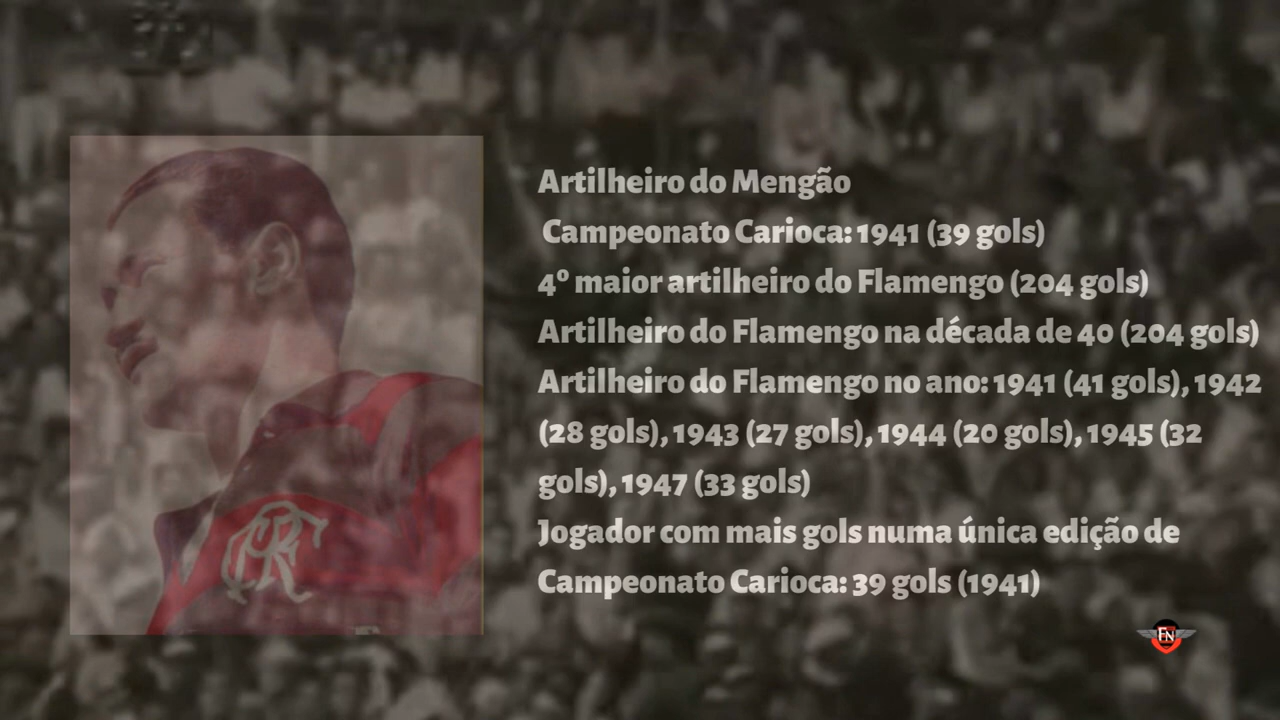 Artilheiro do Mengão
Campeonato Carioca: 1941 (39 gols)
4º maior artilheiro do Flamengo (204 gols)
Artilheiro do Flamengo na década de 40 (204 gols)
Artilheiro do Flamengo no ano: 1941 (41 gols), 1942
(28 gols), 1943 (27 gols), 1944 (20 gols), 1945 (32
gols), 1947 (33 gols)
Jogador com mais gols numa única edição de
Campeonato Carioca: 39 gols (1941)
CRF
FN